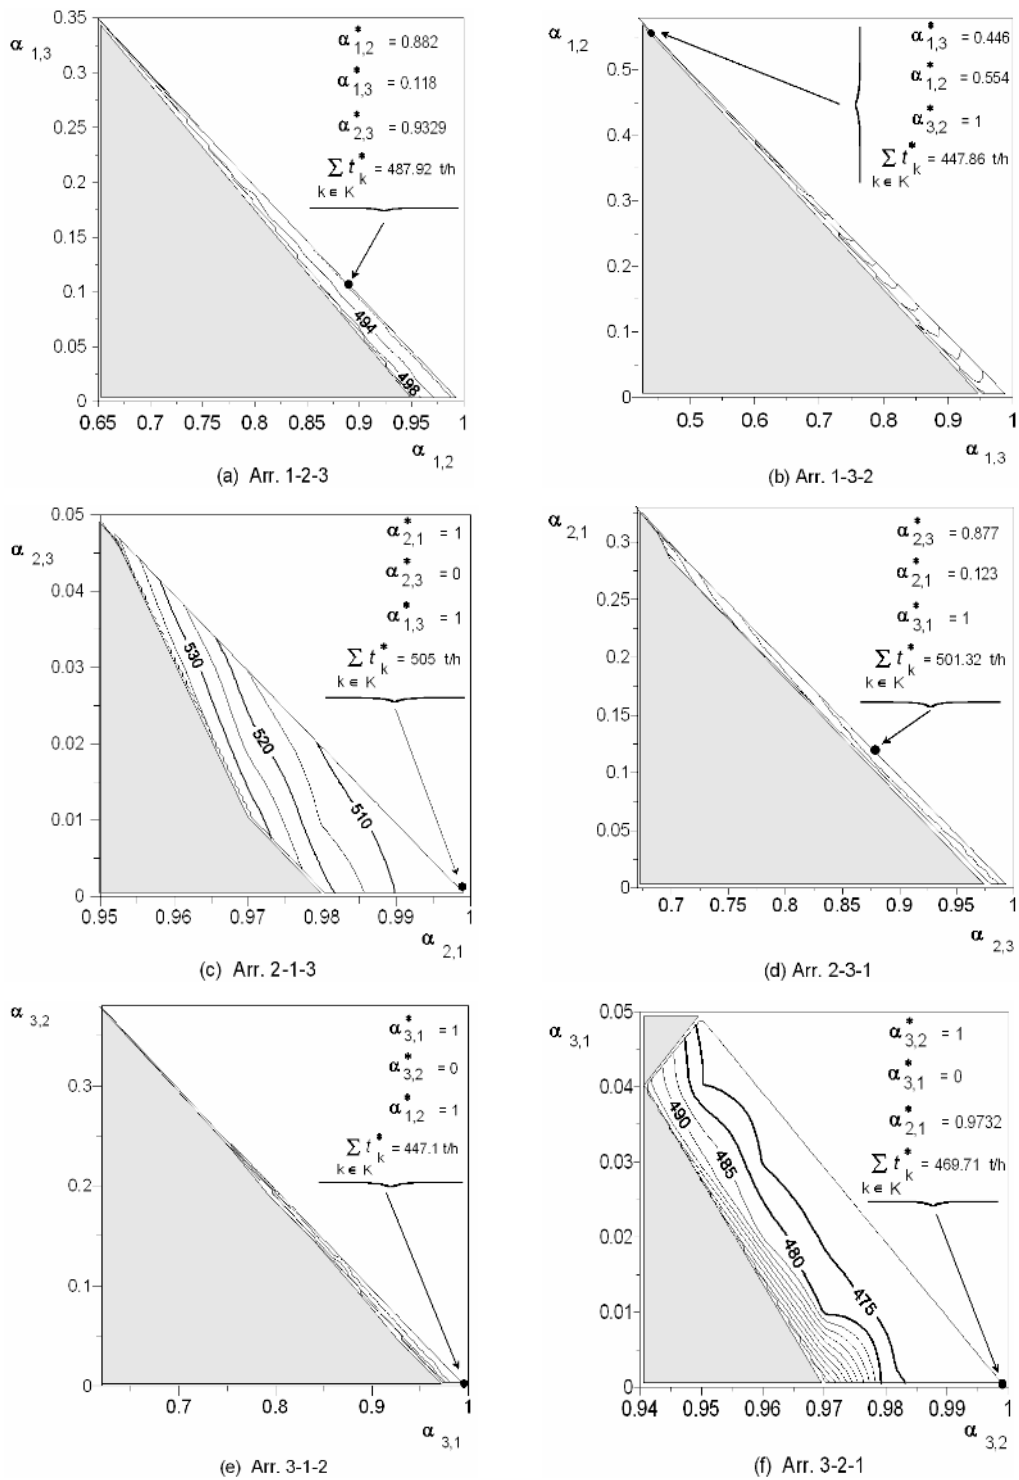 α 1,3
0.35
0.3
0.25
0.2
0.15
0.1
0.05
0
0.65 0.7 0.75 0.8 0.85 0.9 0.95 1
α 1,2
α*1,2 = 0.882
α*1,3 = 0.118
α*2,3 = 0.9329
∑ t*k = 487.92 t/h
k ∈ K
494
498
(a) Arr. 1-2-3
α 1,2
0.5
0.4
0.3
0.2
0.1
0
0.5 0.6 0.7 0.8 0.9 1
α 1,3
α*1,3 = 0.446
α*1,2 = 0.554
α*3,2 = 1
∑ t*k = 447.86 t/h
k ∈ K
(b) Arr. 1-3-2
α 2,3
0.05
0.04
0.03
0.02
0.01
0
0.95 0.96 0.97 0.98 0.99 1
α 2,1
α*2,1 = 1
α*2,3 = 0
α*1,3 = 1
∑ t*k = 505 t/h
k ∈ K
530
520
510
(c) Arr. 2-1-3
α 2,1
0.3
0.25
0.2
0.15
0.1
0.05
0
0.7 0.75 0.8 0.85 0.9 0.95 1
α 2,3
α*2,3 = 0.877
α*2,1 = 0.123
α*3,1 = 1
∑ t*k = 501.32 t/h
k ∈ K
(d) Arr. 2-3-1
α 3,2
0.3
0.2
0.1
0
0.7 0.8 0.9 1
α 3,1
α*3,1 = 1
α*3,2 = 0
α*1,2 = 1
∑ t*k = 447.1 t/h
k ∈ K
(e) Arr. 3-1-2
α 3,1
0.05
0.04
0.03
0.02
0.01
0
0.94 0.95 0.96 0.97 0.98 0.99 1
α 3,2
α*3,2 = 1
α*3,1 = 0
α*2,1 = 0.9732
∑ t*k = 469.71 t/h
k ∈ K
490
485
480
475
(f) Arr. 3-2-1